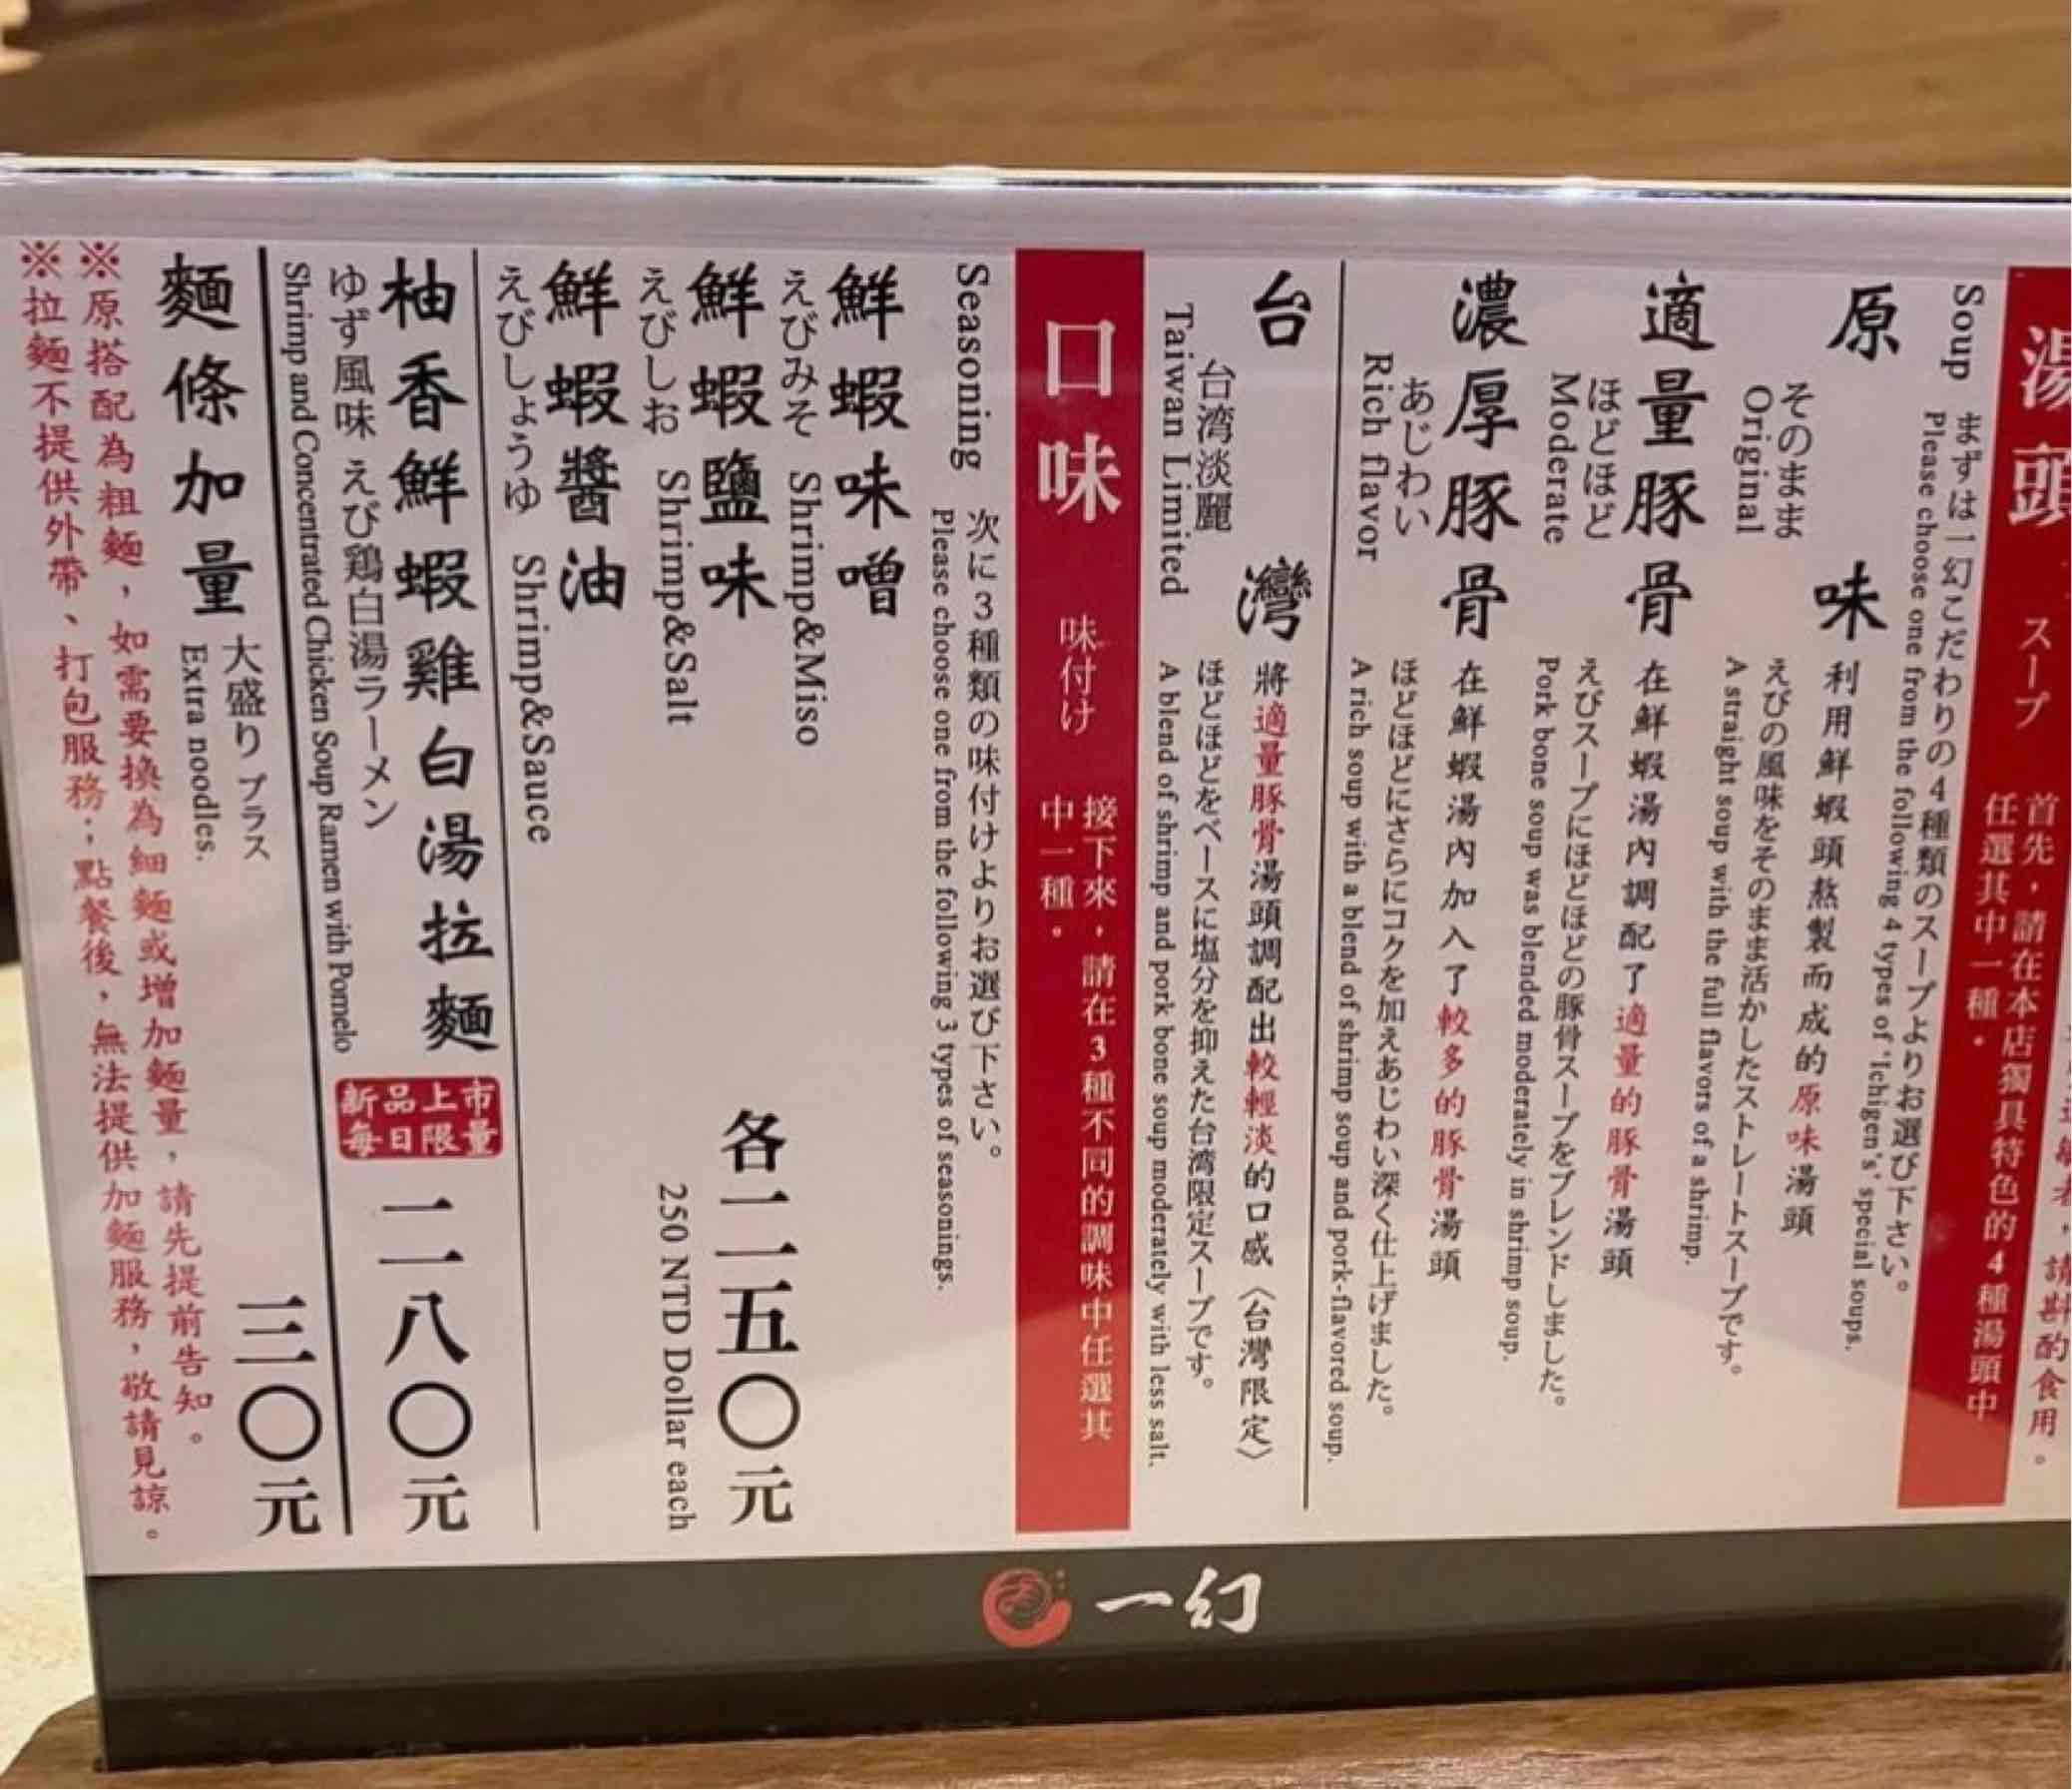 請斟酌食用。
湯頭 スープ 首先，請在本店獨具特色的4種湯頭中
任選其中一種。
Soup まずは一幻こだわりの4種類のスープよりお選び下さい。
Please choose one from the following 4 types of "Ichigen's" special soups.
原味 利用鮮蝦頭熬製而成的原味湯頭
そのまま えびの風味をそのまま活かしたストレートスープです。
Original A straight soup with the full flavors of a shrimp.
適量豚骨 在鮮蝦湯內調配了適量的豚骨湯頭
ほどほど えびスープにほどほどの豚骨スープをブレンドしました。
Moderate Pork bone soup was blended moderately in shrimp soup.
濃厚豚骨 在鮮蝦湯內加入了較多的豚骨湯頭
あじわい ほどほどにさらにコクを加えあじわい深く仕上げました。
Rich flavor A rich soup with a blend of shrimp soup and pork-flavored soup.
台灣 將適量豚骨湯頭調配出較輕淡的口感〈台灣限定〉
台湾淡麗 ほどほどをベースに塩分を抑えた台湾限定スープです。
Taiwan Limited A blend of shrimp and pork bone soup moderately with less salt.
口味 味付け 接下來，請在3種不同的調味中任選其
中一種。
Seasoning 次に3種類の味付けよりお選び下さい。
Please choose one from the following 3 types of seasonings.
鮮蝦味噌
えびみそ Shrimp&Miso
鮮蝦鹽味 各二五〇元
えびしお Shrimp&Salt 250 NTD Dollar each
鮮蝦醬油
えびしょうゆ Shrimp&Sauce
柚香鮮蝦雞白湯拉麵 新品上市 每日限量 二八〇元
ゆず風味 えび鶏白湯ラーメン
Shrimp and Concentrated Chicken Soup Ramen with Pomelo
麵條加量 大盛り プラス 三〇元
Extra noodles.
※原搭配為粗麵，如需要換為細麵或增加麵量，請先提前告知。
※拉麵不提供外帶、打包服務；點餐後，無法提供加麵服務，敬請見諒。
一幻